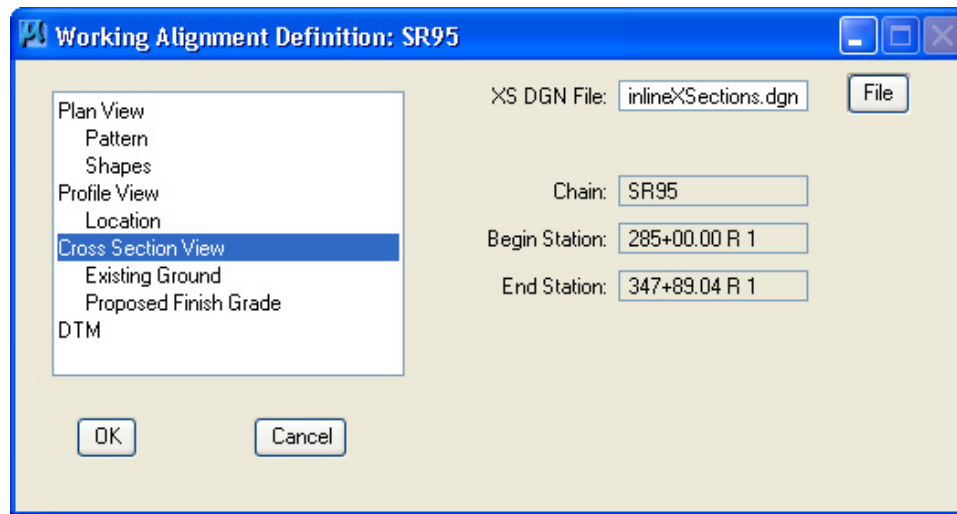 Working Alignment Definition: SR95
Plan View
Pattern
Shapes
Profile View
Location
Cross Section View
Existing Ground
Proposed Finish Grade
DTM
XS DGN File: inlineXSections.dgn File
Chain: SR95
Begin Station: 285+00.00 R 1
End Station: 347+89.04 R 1
OK Cancel